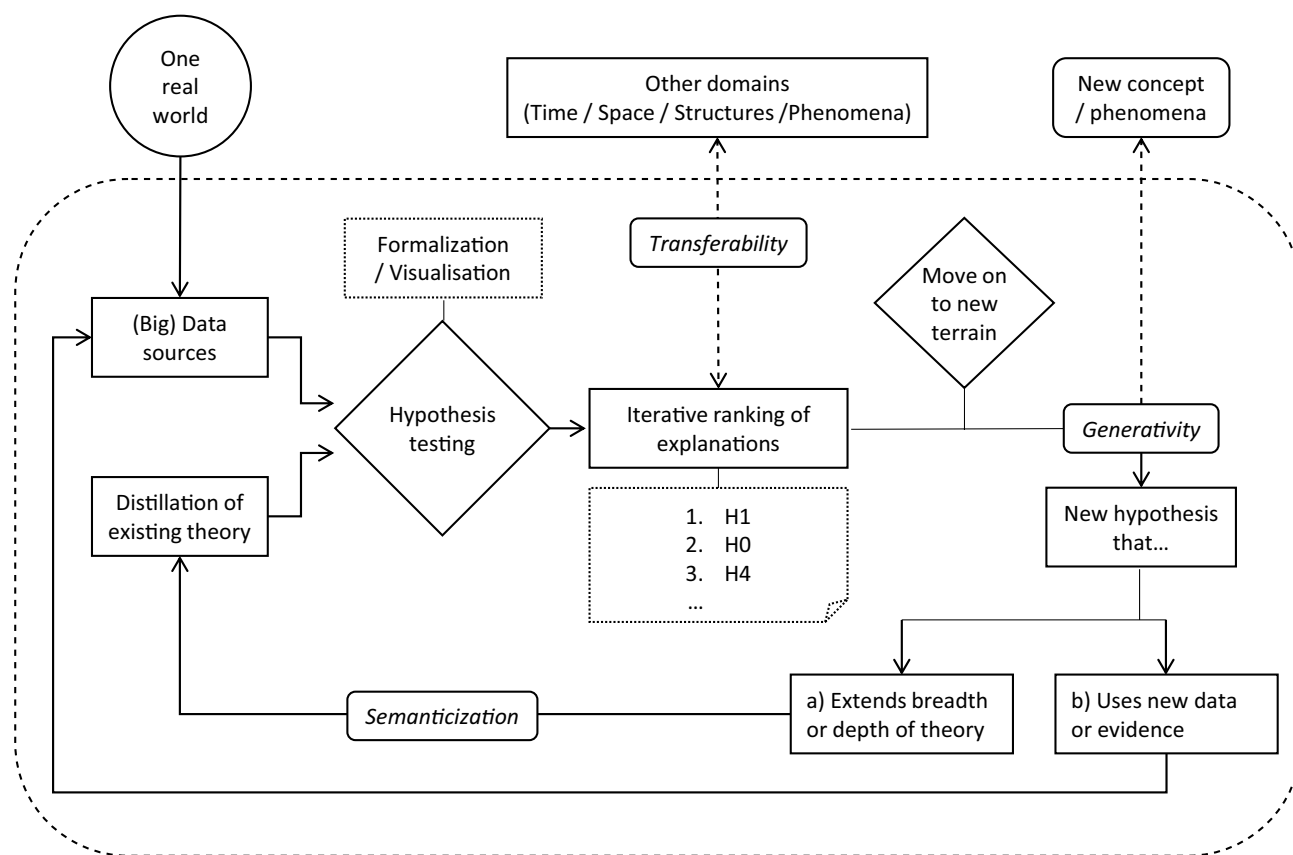 One
real
world
Other domains
(Time / Space / Structures /Phenomena)
New concept
/ phenomena
Formalization
/ Visualisation
Transferability
Move on
to new
terrain
(Big) Data
sources
Hypothesis
testing
Iterative ranking of
explanations
Generativity
Distillation of
existing theory
1. H1
2. H0
3. H4
...
New hypothesis
that...
Semanticization
a) Extends breadth
or depth of theory
b) Uses new data
or evidence